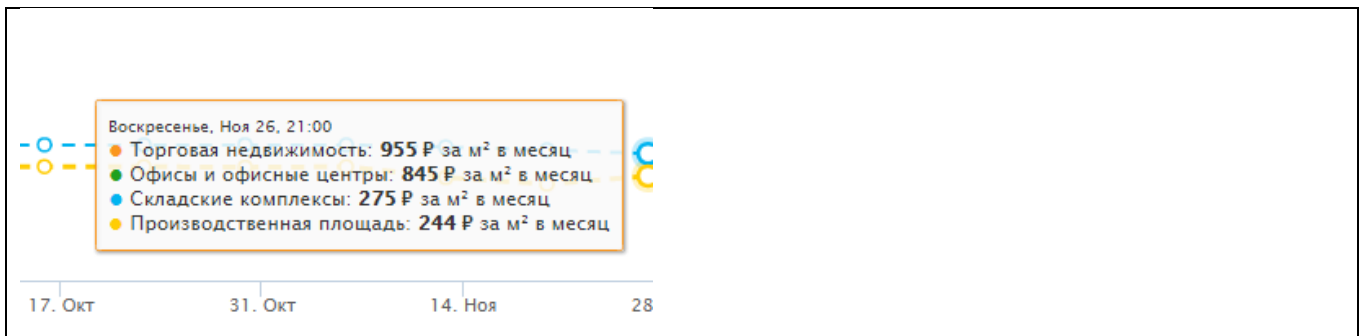 Воскресенье, Ноя 26, 21:00
● Торговая недвижимость: 955 ₽ за м² в месяц
● Офисы и офисные центры: 845 ₽ за м² в месяц
● Складские комплексы: 275 ₽ за м² в месяц
● Производственная площадь: 244 ₽ за м² в месяц
17. Окт 31. Окт 14. Ноя 28